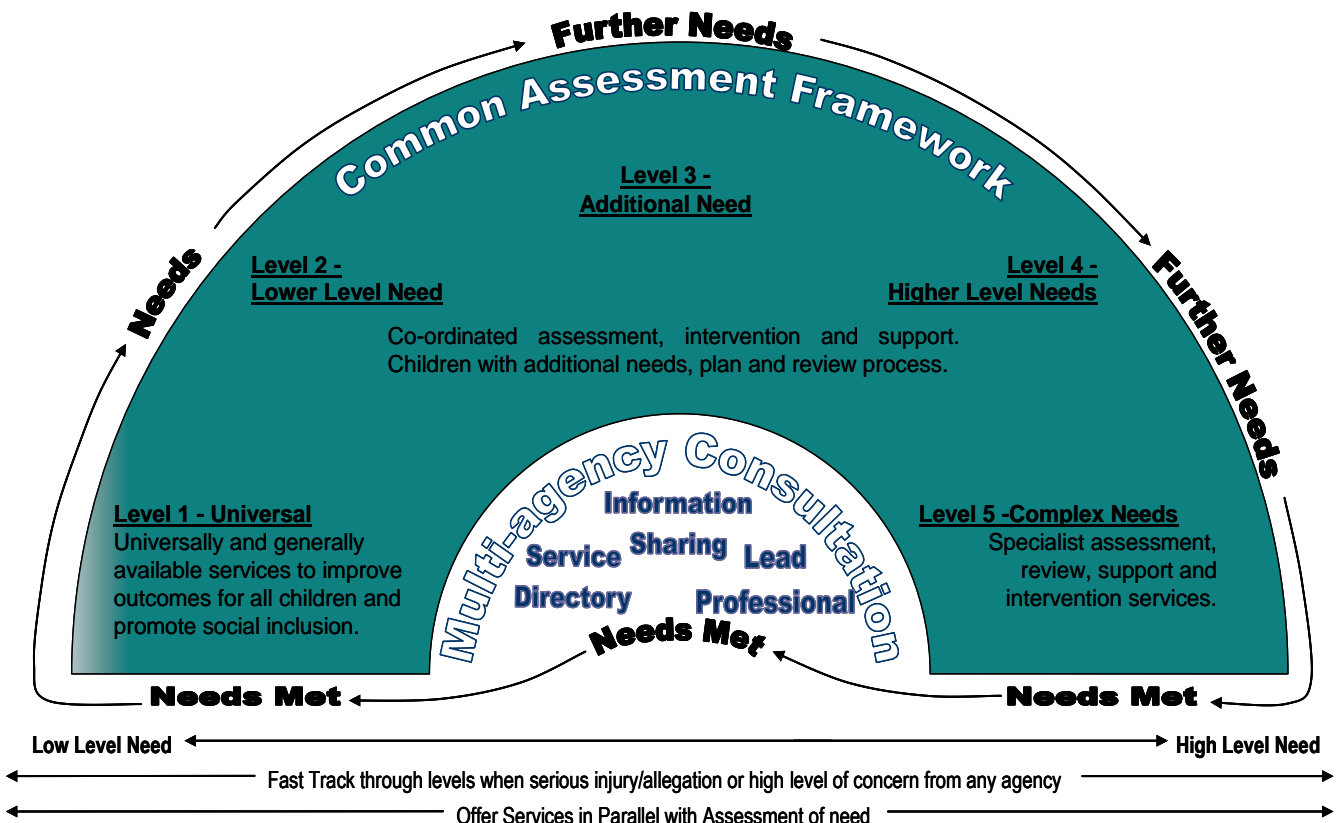 Further Needs
Common Assessment Framework
Level 3 -
Additional Need
Needs
Level 2 -
Lower Level Need
Level 4 -
Higher Level Needs
Further Needs
Co-ordinated assessment, intervention and support.
Children with additional needs, plan and review process.
Multi-agency Consultation
Information
Sharing
Service
Directory
Lead
Professional
Level 1 - Universal
Universally and generally
available services to improve
outcomes for all children and
promote social inclusion.
Level 5 -Complex Needs
Specialist assessment,
review, support and
intervention services.
Needs Met
Needs Met
Needs Met
Low Level Need
High Level Need
Fast Track through levels when serious injury/allegation or high level of concern from any agency
Offer Services in Parallel with Assessment of need